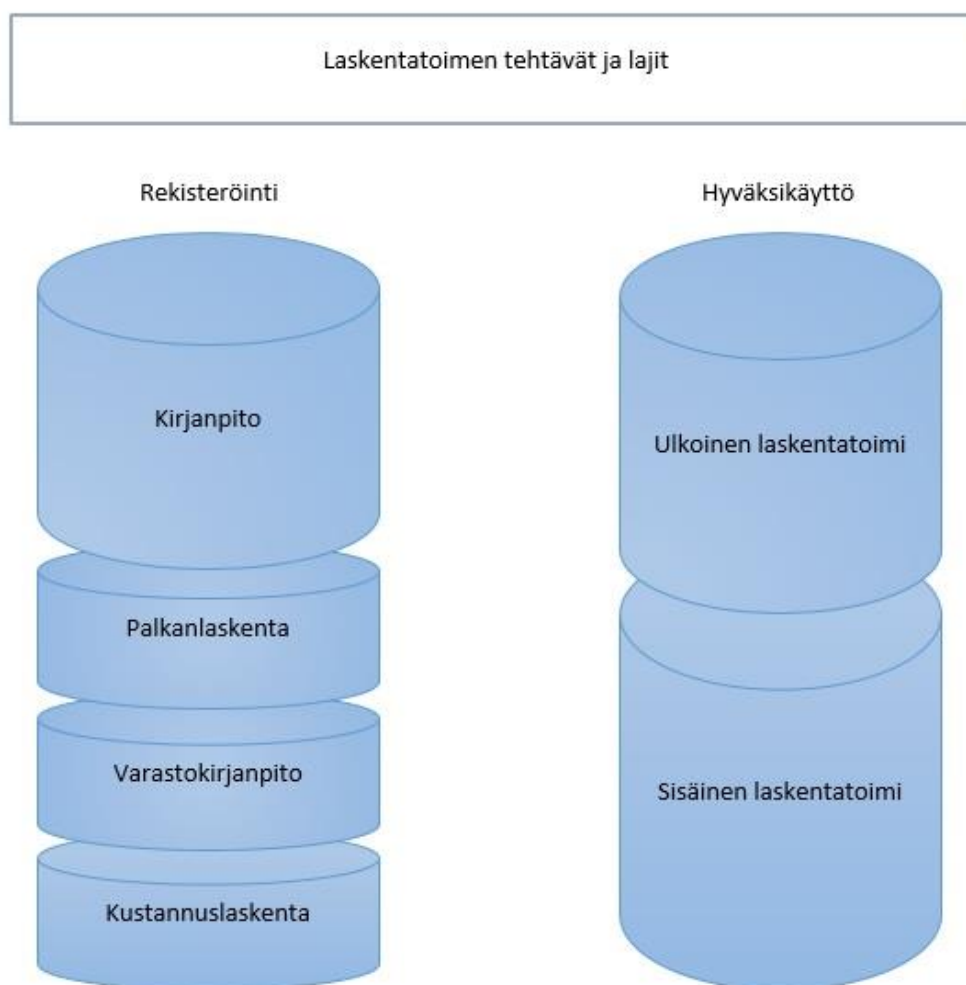 Laskentatoimen tehtävät ja lajit
Rekisteröinti
Kirjanpito
Palkanlaskenta
Varastokirjanpito
Kustannuslaskenta
Hyväksikäyttö
Ulkoinen laskentatoimi
Sisäinen laskentatoimi